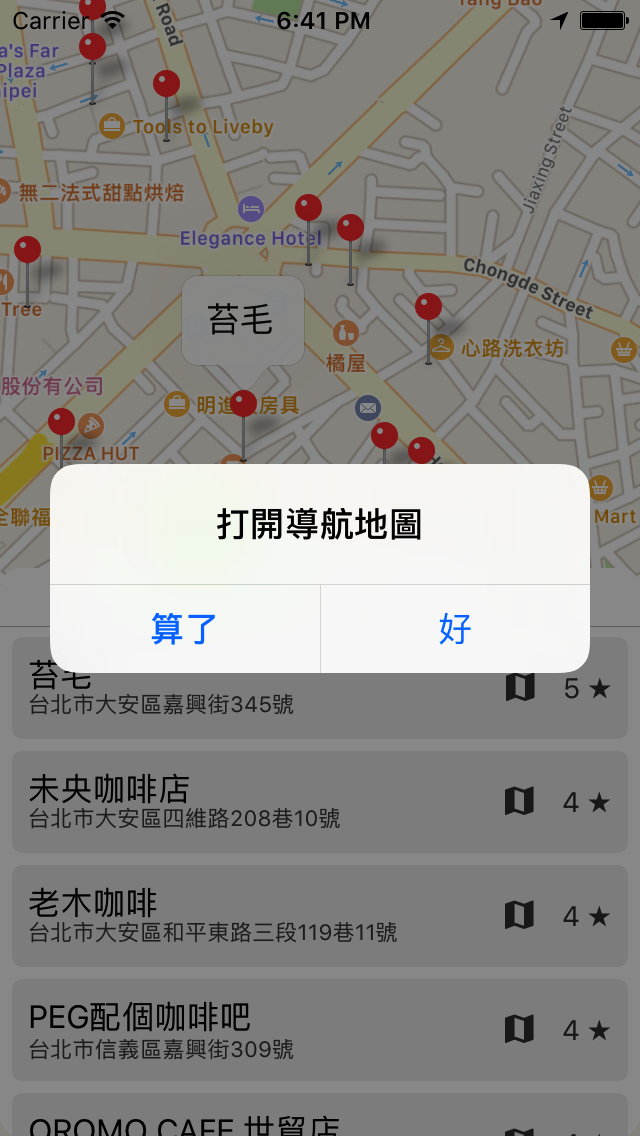 Carrier
6:41 PM
Tang Bao
Road
a's Far
Plaza
ipei
Tools to Liveby
Jiaxing Street
無二法式甜點烘焙
Elegance Hotel
Chongde Street
Tree
苔毛
橘屋
心路洗衣坊
股份有公司
房具
PIZZA HUT
全聯福
Mart
打開導航地圖
算了
好
苔毛
台北市大安區嘉興街345號
5 ★
未央咖啡店
台北市大安區四維路208巷10號
4 ★
老木咖啡
台北市大安區和平東路三段119巷11號
4 ★
PEG配個咖啡吧
台北市信義區嘉興街309號
4 ★
OROMO CAFE 世貿店